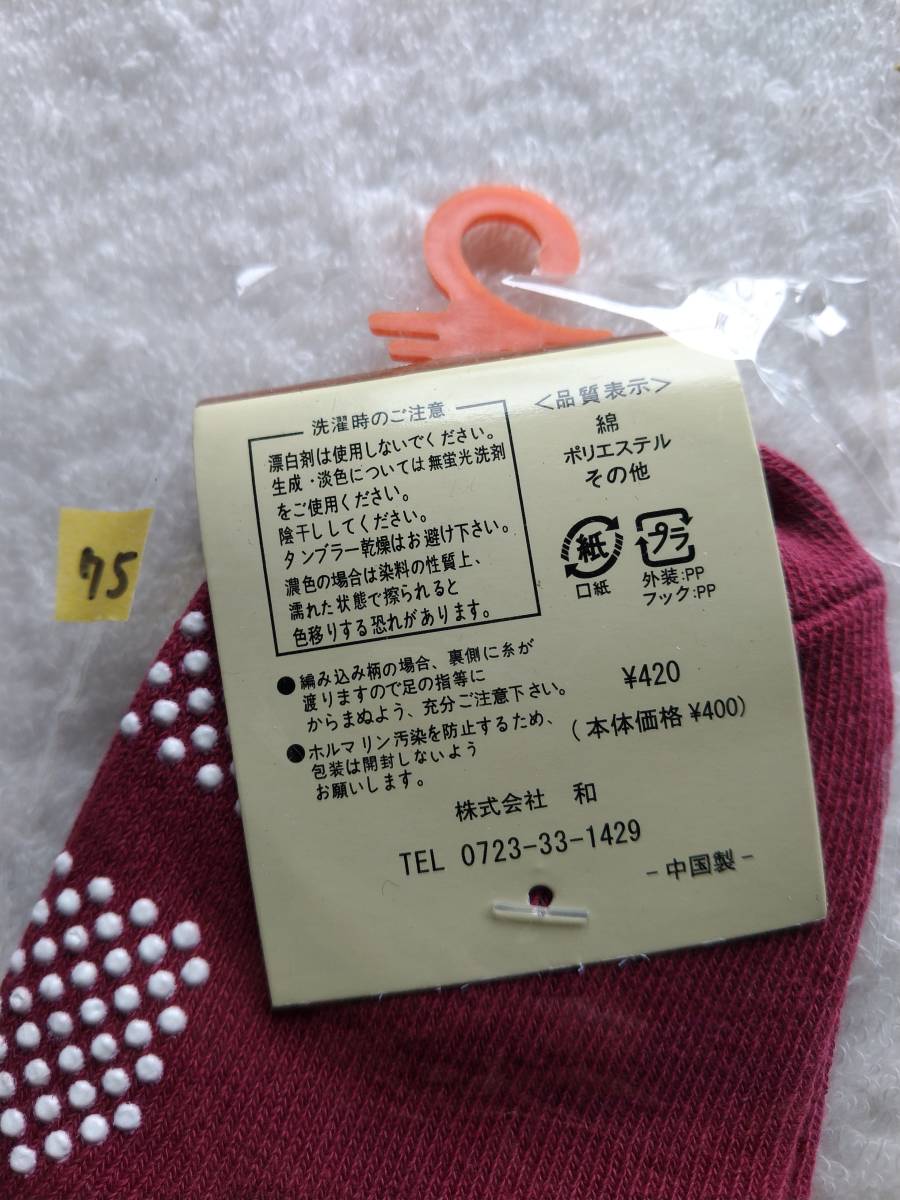 洗濯時のご注意
漂白剤は使用しないでください。
生成・淡色については無蛍光洗剤
をご使用ください。
陰干ししてください。
タンブラー乾燥はお避け下さい。
濃色の場合は染料の性質上、
濡れた状態で擦られると
色移りする恐れがあります。
<品質表示>
綿
ポリエステル
その他
紙
口紙
プラ
外装:PP
フック:PP
●編み込み柄の場合、裏側に糸が
渡りますので足の指等に
からまぬよう、充分ご注意下さい。
●ホルマリン汚染を防止するため、
包装は開封しないよう
お願いします。
¥420
(本体価格¥400)
株式会社 和
TEL 0723-33-1429
-中国製-
75